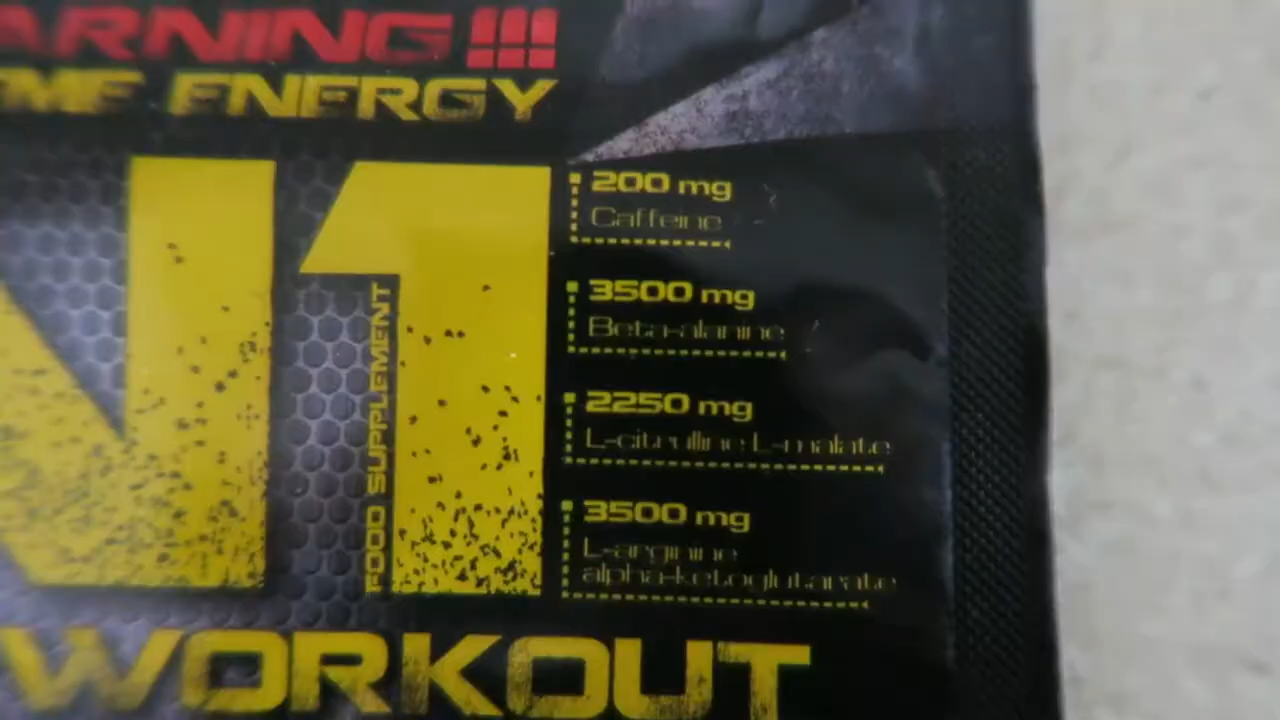 ARNING !!!
ME ENERGY
N1
FOOD SUPPLEMENT
200 mg
Caffeine
3500 mg
Beta-alanine
2250 mg
L-citrulline L-malate
3500 mg
L-arginine
alpha-ketoglutarate
WORKOUT